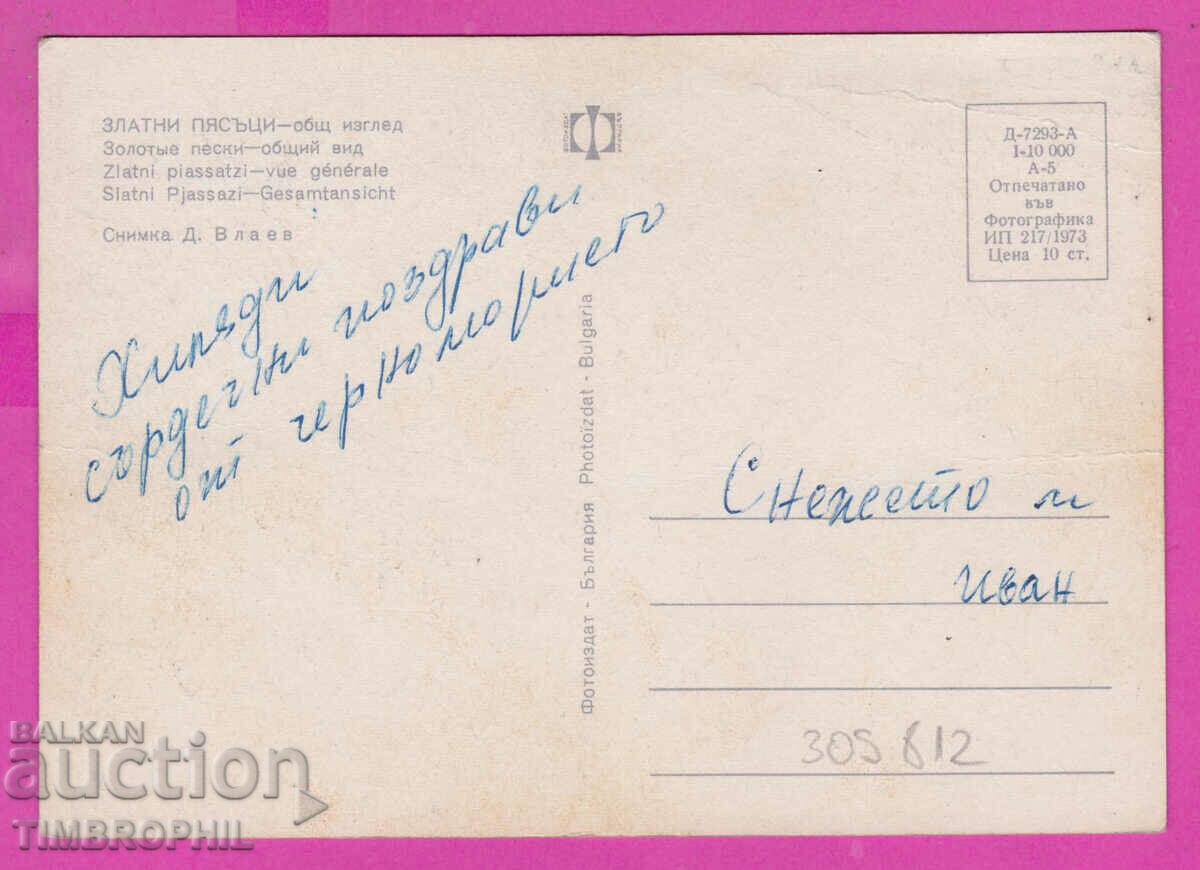 ЗЛАТНИ ПЯСЪЦИ—общ изглед
Золотые пески—общий вид
Zlatni piassatzi—vue générale
Slatni Pjassazi—Gesamtansicht
Снимка Д. Влаев
Хиляди
сърдечни поздрави
от черноморието
Фотоиздат - България Photoizdat - Bulgaria
Д-7293-А
I-10 000
А-5
Отпечатано
във
Фотографика
ИП 217/1973
Цена 10 ст.
Снежето и
Иван
305812
BALKAN
auction
TIMBROPHIL